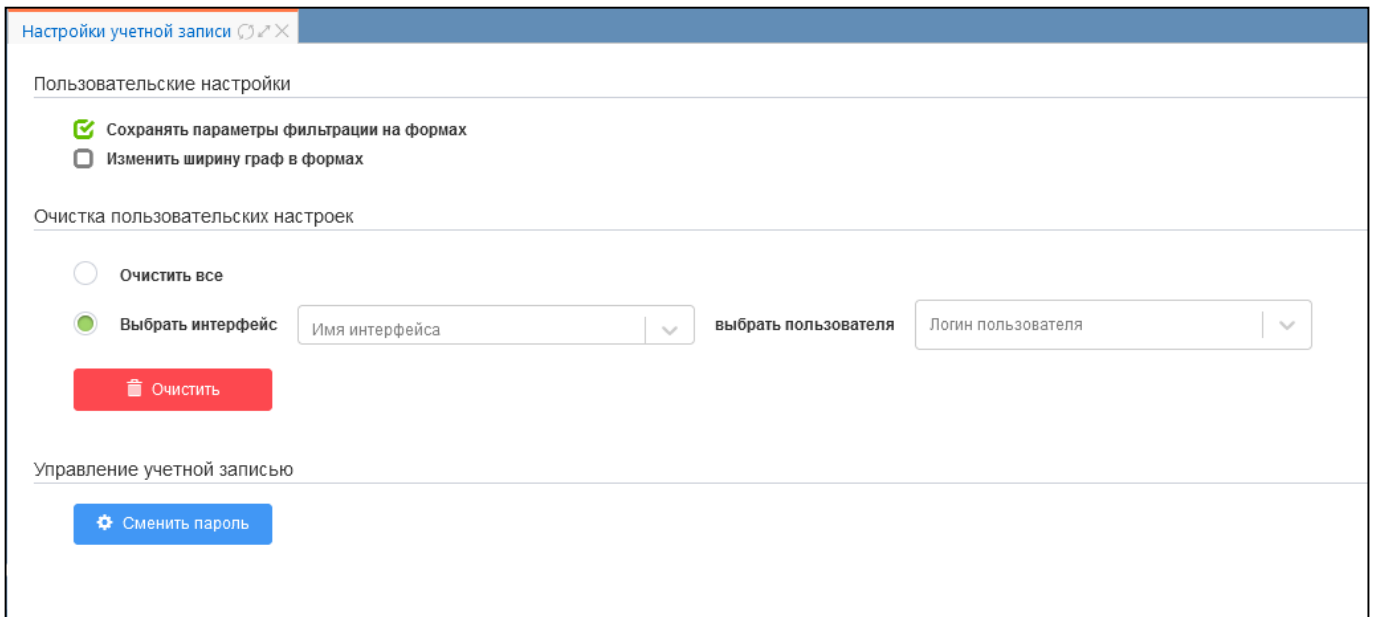 Настройки учетной записи
Пользовательские настройки
Сохранять параметры фильтрации на формах
Изменить ширину граф в формах
Очистка пользовательских настроек
Очистить все
Выбрать интерфейс Имя интерфейса выбрать пользователя Логин пользователя
Очистить
Управление учетной записью
Сменить пароль